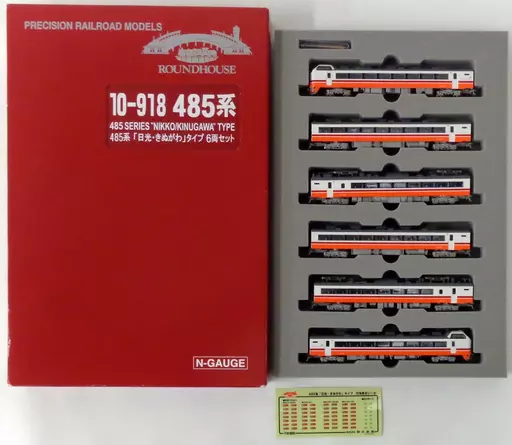 PRECISION RAILROAD MODELS
ROUNDHOUSE
10-918 485系
485 SERIES "NIKKO/KINUGAWA" TYPE
485系「日光・きぬがわ」タイプ 6両セット
N-GAUGE